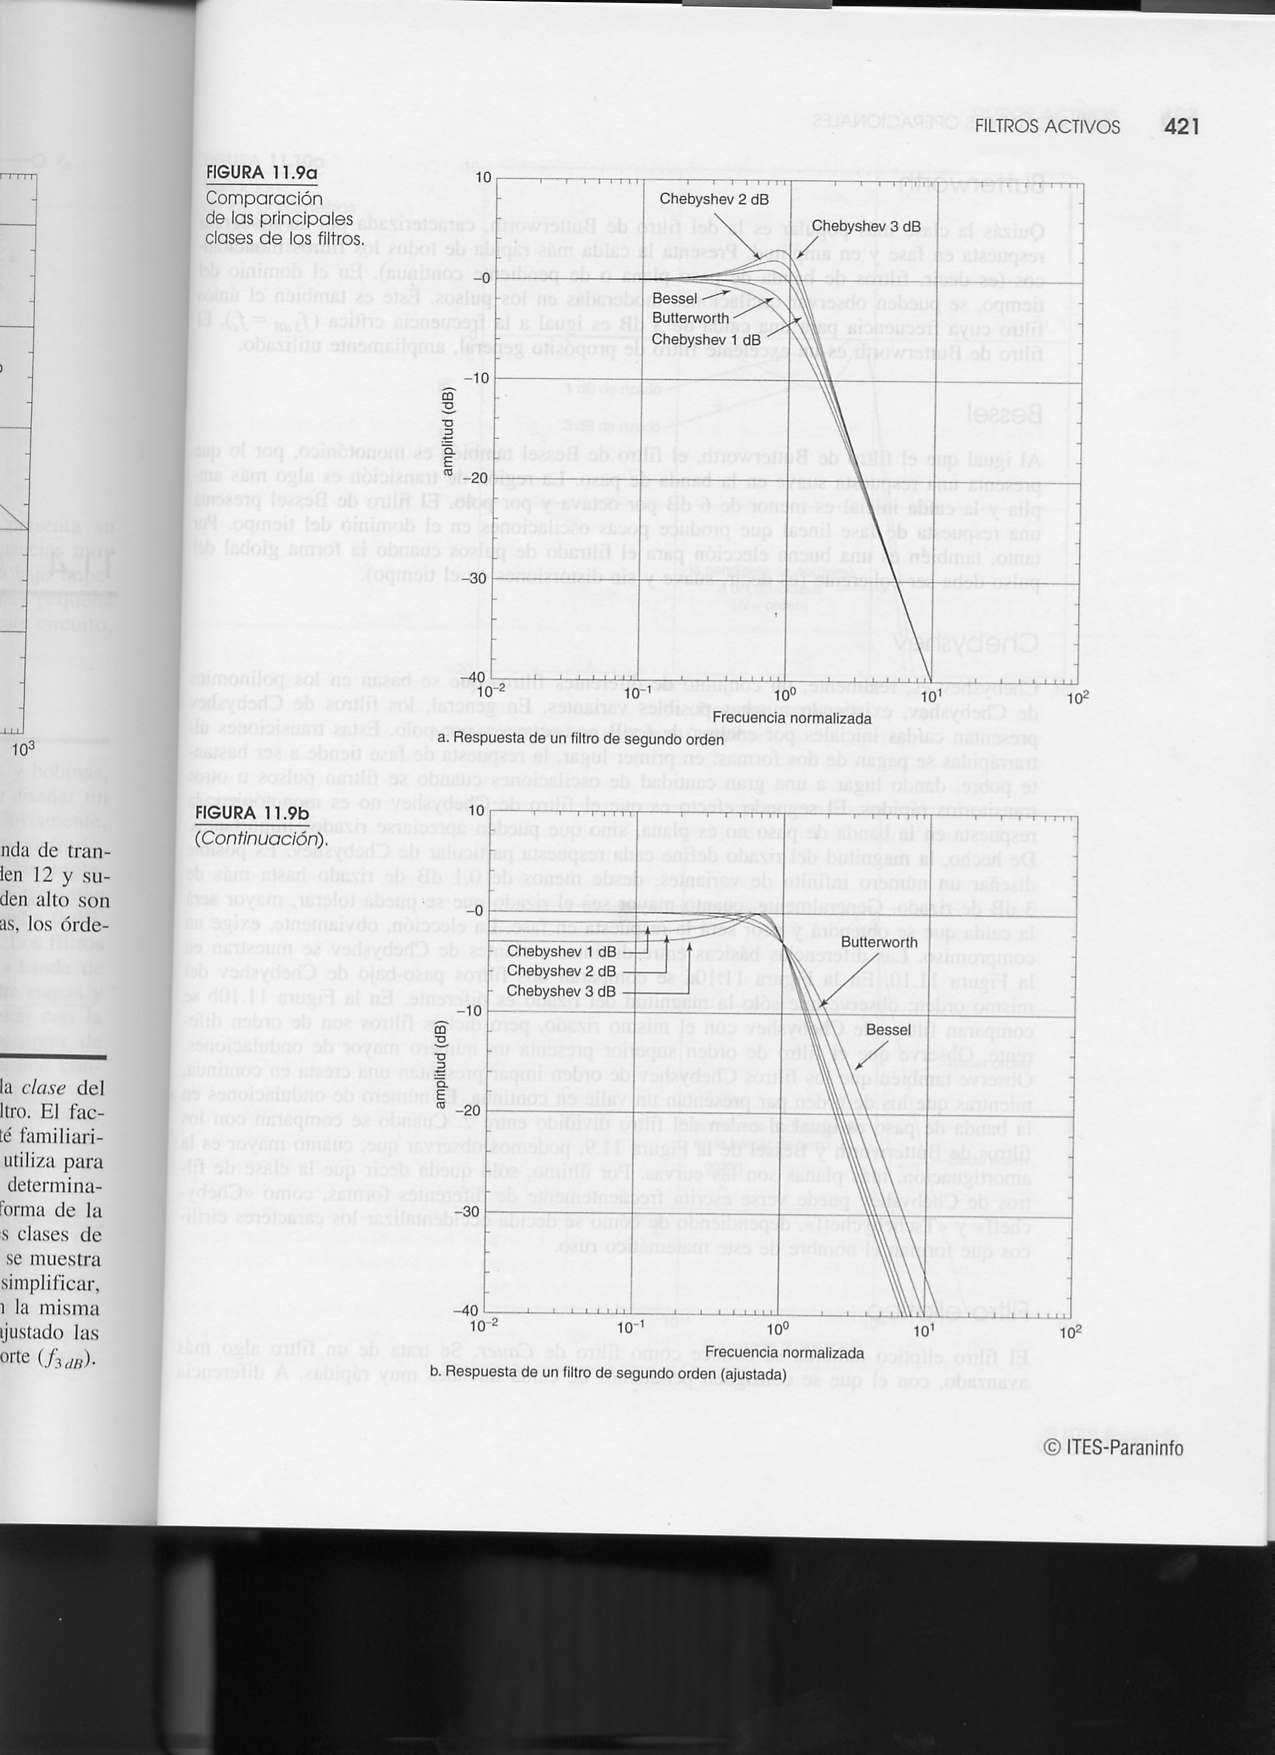 FILTROS ACTIVOS 421
FIGURA 11.9a
Comparación
de las principales
clases de los filtros.
10
Chebyshev 2 dB
Chebyshev 3 dB
−0
Bessel
Butterworth
Chebyshev 1 dB
−10
amplitud (dB)
−20
−30
−40
10⁻² 10⁻¹ 10⁰ 10¹ 10²
Frecuencia normalizada
a. Respuesta de un filtro de segundo orden
10³
FIGURA 11.9b
(Continuación).
10
−0
Butterworth
Chebyshev 1 dB
Chebyshev 2 dB
Chebyshev 3 dB
−10
Bessel
amplitud (dB)
−20
−30
−40
10⁻² 10⁻¹ 10⁰ 10¹ 10²
Frecuencia normalizada
b. Respuesta de un filtro de segundo orden (ajustada)
nda de tran-
den 12 y su-
den alto son
as, los órde-
la clase del
ltro. El fac-
té familiari-
utiliza para
determina-
forma de la
s clases de
se muestra
simplificar,
la misma
ajustado las
orte (f3 dB).
© ITES-Paraninfo